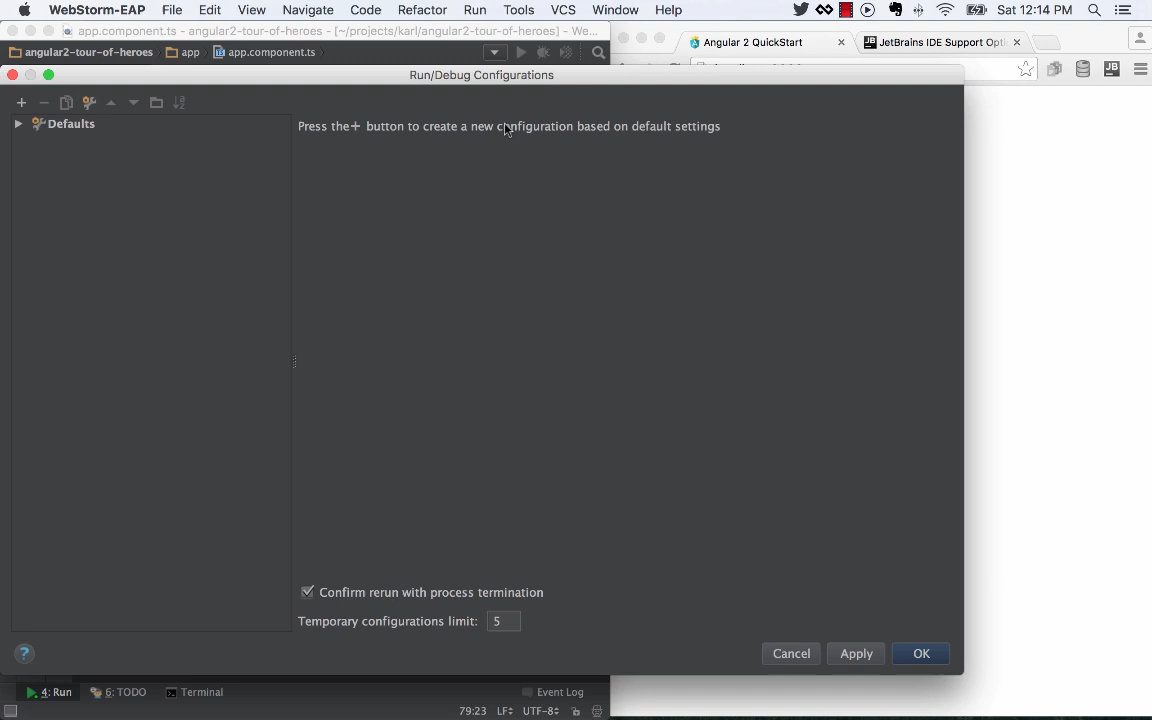 WebStorm-EAP File Edit View Navigate Code Refactor Run Tools VCS Window Help Sat 12:14 PM
app.component.ts - angular2-tour-of-heroes - [~/projects/karl/angular2-tour-of-heroes] - We...
Angular 2 QuickStart
JB JetBrains IDE Support Opti
angular2-tour-of-heroes app app.component.ts
JB
Run/Debug Configurations
Defaults
Press the + button to create a new configuration based on default settings
Confirm rerun with process termination
Temporary configurations limit: 5
? Cancel Apply OK
4: Run 6: TODO Terminal Event Log
79:23 LF UTF-8